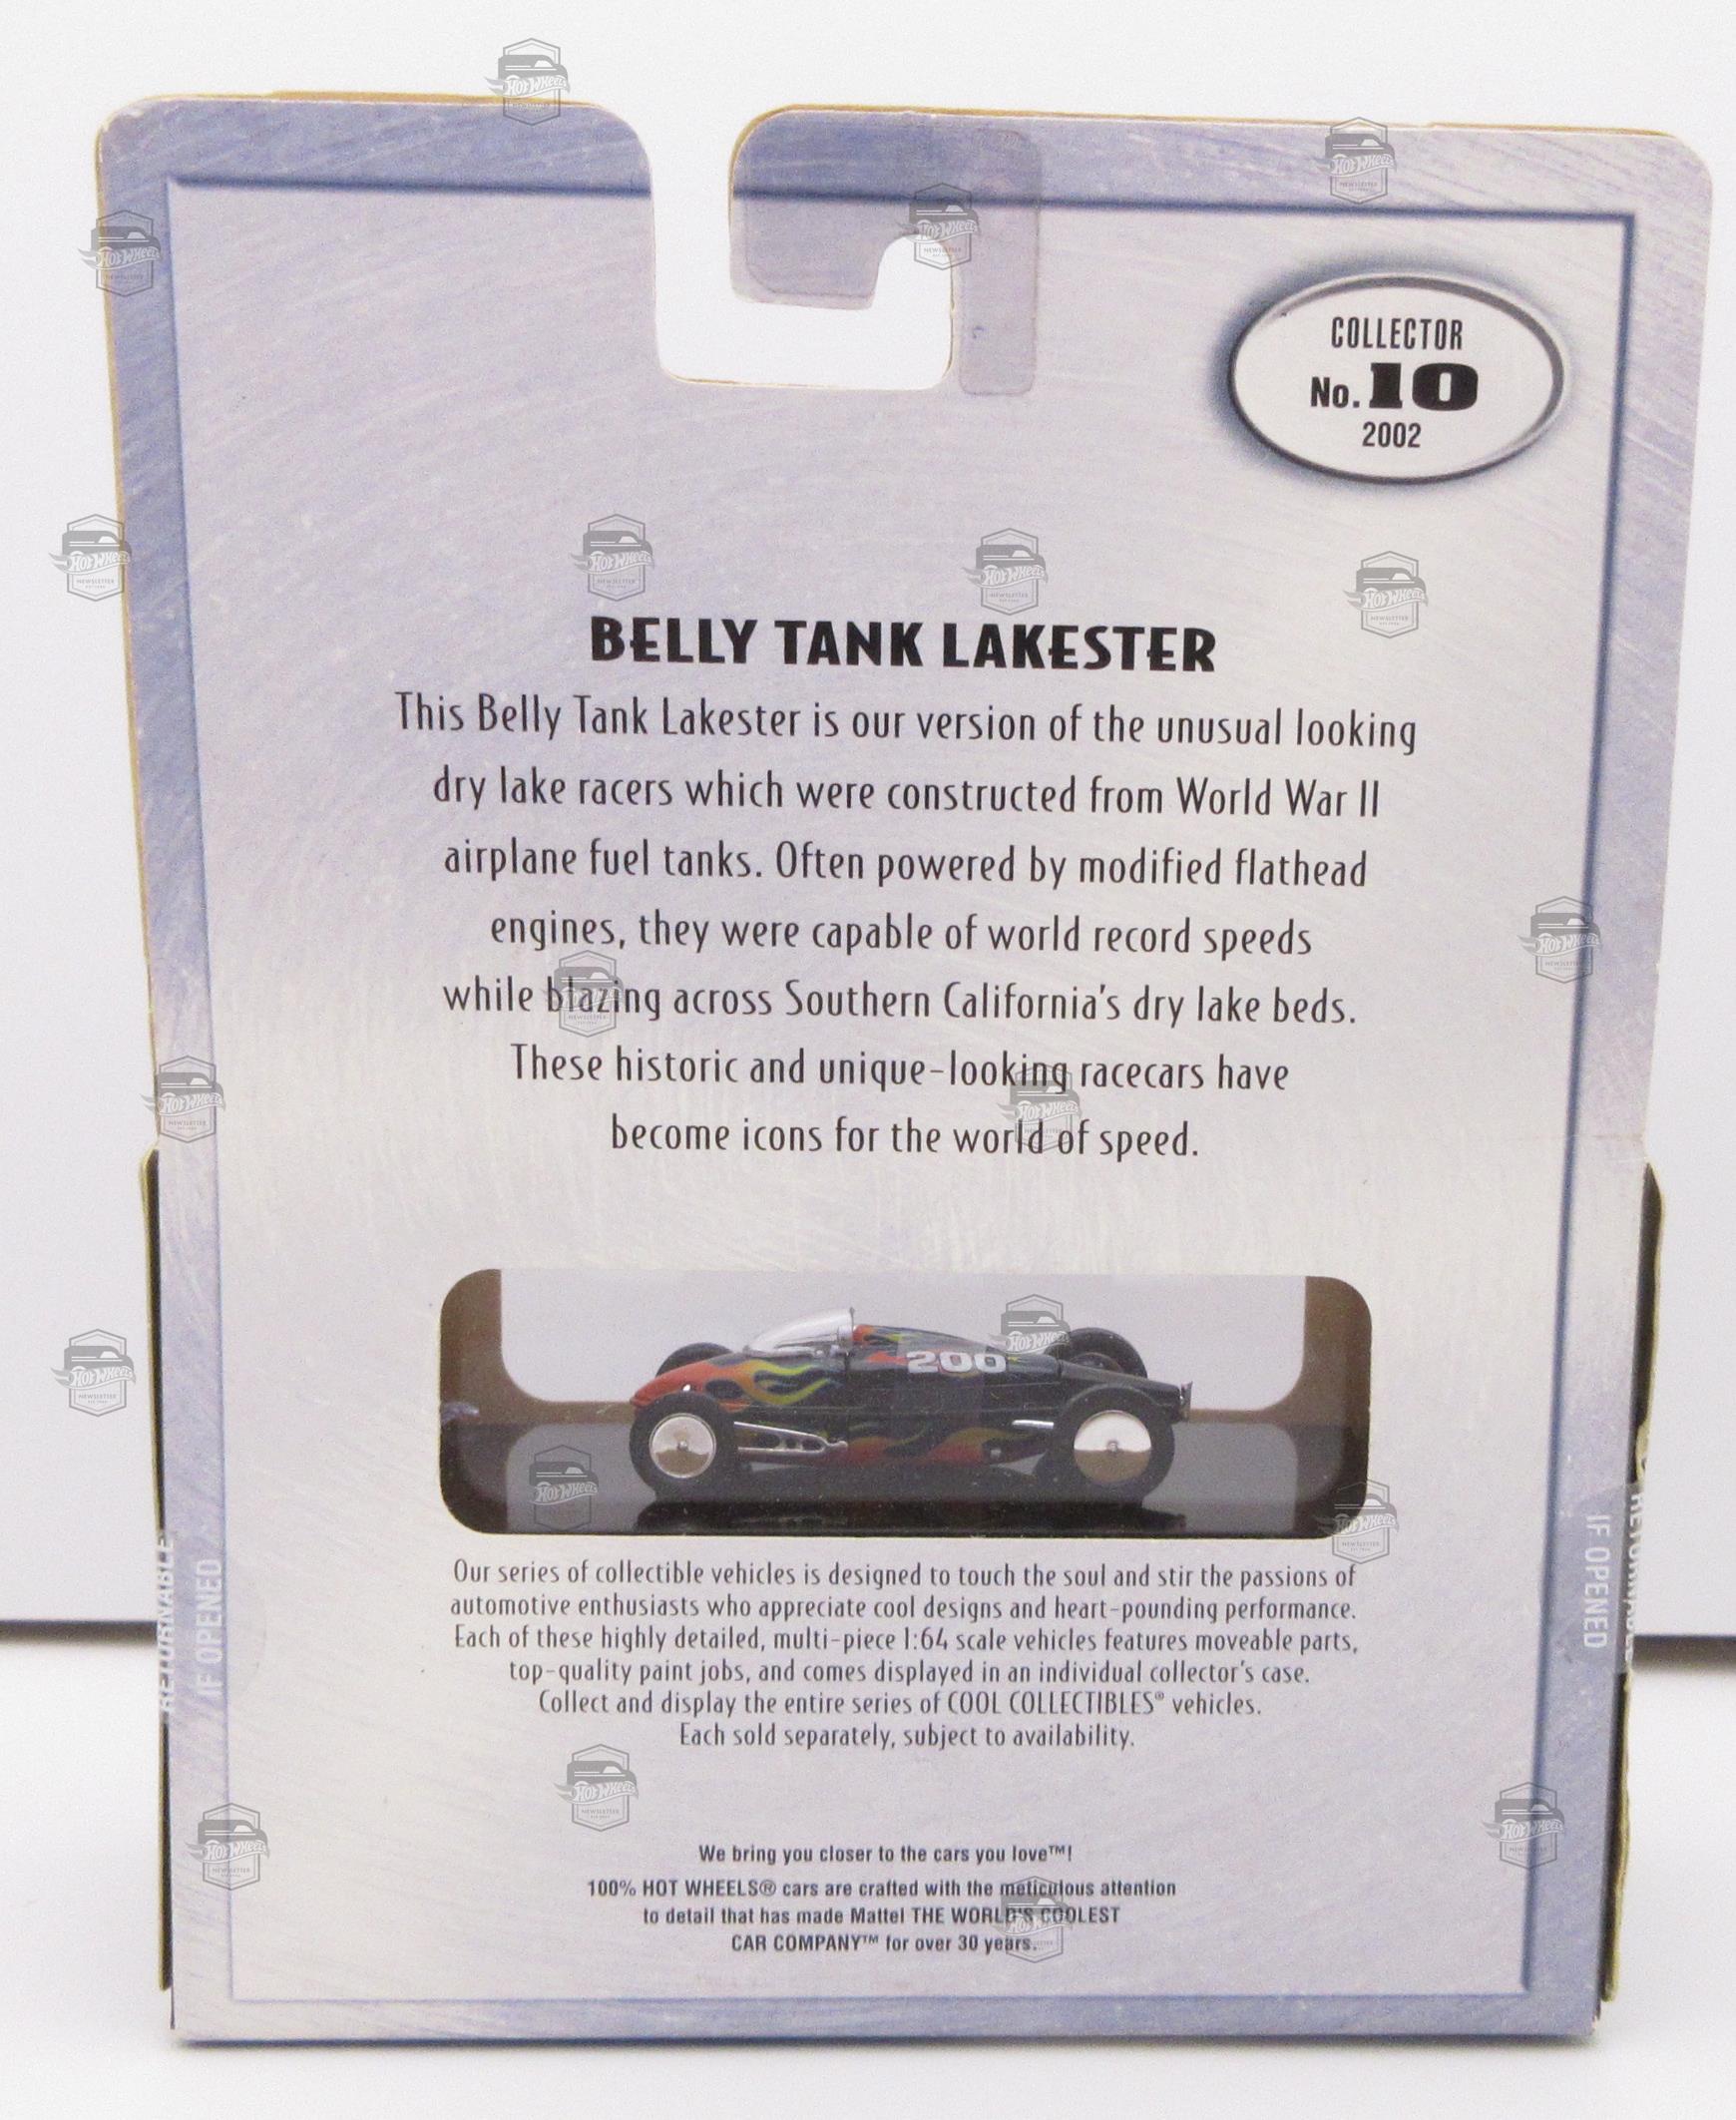 COLLECTOR
No. 10
2002
BELLY TANK LAKESTER
This Belly Tank Lakester is our version of the unusual looking
dry lake racers which were constructed from World War II
airplane fuel tanks. Often powered by modified flathead
engines, they were capable of world record speeds
while blazing across Southern California's dry lake beds.
These historic and unique-looking racecars have
become icons for the world of speed.
200
Our series of collectible vehicles is designed to touch the soul and stir the passions of
automotive enthusiasts who appreciate cool designs and heart-pounding performance.
Each of these highly detailed, multi-piece 1:64 scale vehicles features moveable parts,
top-quality paint jobs, and comes displayed in an individual collector's case.
Collect and display the entire series of COOL COLLECTIBLES® vehicles.
Each sold separately, subject to availability.
RETURNABLE
IF OPENED
IF OPENED
RETURNABLE
We bring you closer to the cars you love™!
100% HOT WHEELS® cars are crafted with the meticulous attention
to detail that has made Mattel THE WORLD'S COOLEST
CAR COMPANY™ for over 30 years.
Hot Wheels
NEWSLETTER